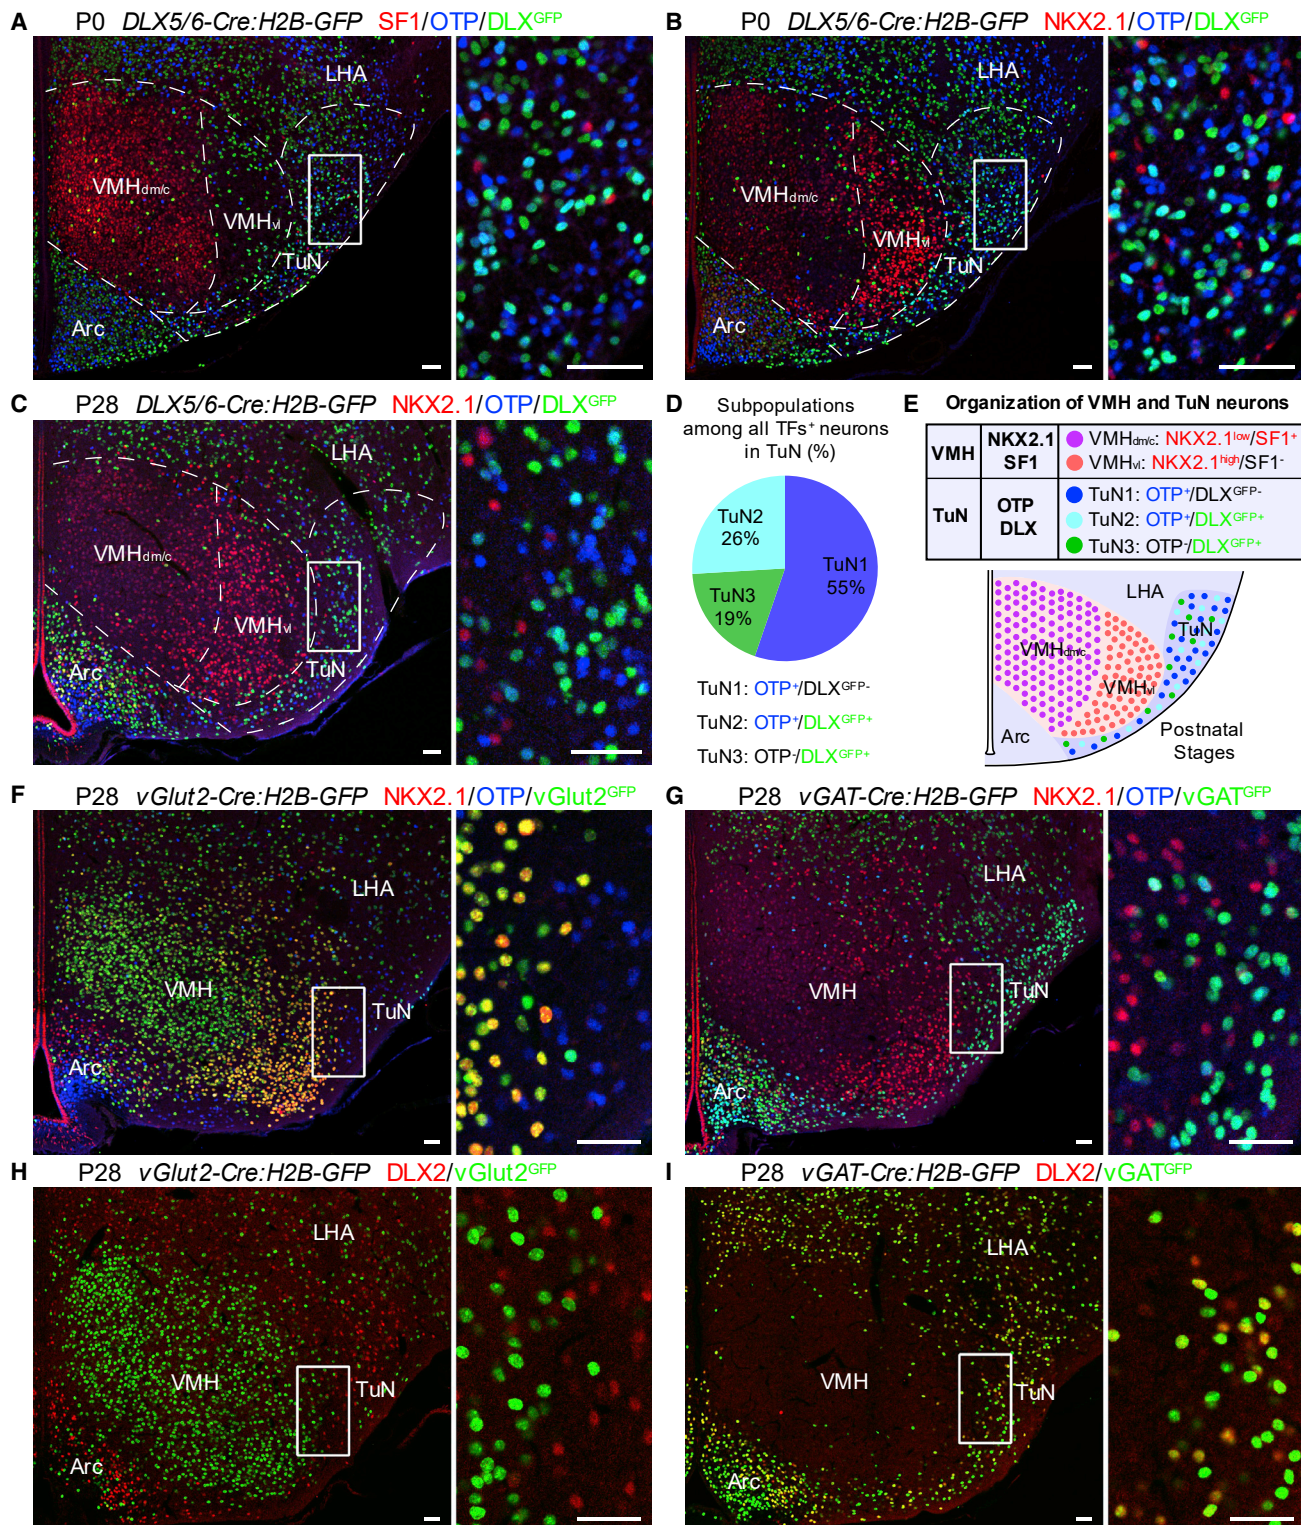 A P0 DLX5/6-Cre:H2B-GFP SF1/OTP/DLXGFP
LHA
VMHdm/c
VMHvl
TuN
Arc
B P0 DLX5/6-Cre:H2B-GFP NKX2.1/OTP/DLXGFP
LHA
VMHdm/c
VMHvl
TuN
Arc
C P28 DLX5/6-Cre:H2B-GFP NKX2.1/OTP/DLXGFP
LHA
VMHdm/c
VMHvl
TuN
Arc
D Subpopulations
among all TFs+ neurons
in TuN (%)
TuN2
26%
TuN1
55%
TuN3
19%
TuN1: OTP+/DLXGFP-
TuN2: OTP+/DLXGFP+
TuN3: OTP-/DLXGFP+
E Organization of VMH and TuN neurons
VMH
NKX2.1
SF1
VMHdm/c: NKX2.1low/SF1+
VMHvl: NKX2.1high/SF1-
TuN
OTP
DLX
TuN1: OTP+/DLXGFP-
TuN2: OTP+/DLXGFP+
TuN3: OTP-/DLXGFP+
LHA
TuN
VMHdm/c
VMHvl
Arc
Postnatal
Stages
F P28 vGlut2-Cre:H2B-GFP NKX2.1/OTP/vGlut2GFP
LHA
VMH
TuN
Arc
G P28 vGAT-Cre:H2B-GFP NKX2.1/OTP/vGATGFP
LHA
VMH
TuN
Arc
H P28 vGlut2-Cre:H2B-GFP DLX2/vGlut2GFP
LHA
VMH
TuN
Arc
I P28 vGAT-Cre:H2B-GFP DLX2/vGATGFP
LHA
VMH
TuN
Arc